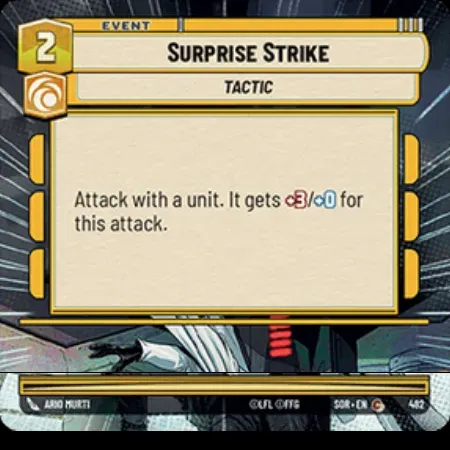 EVENT
2
SURPRISE STRIKE
TACTIC
Attack with a unit. It gets +3/+0 for
this attack.
ARIO MURTI
©LFL ©FFG
SOR • EN
482